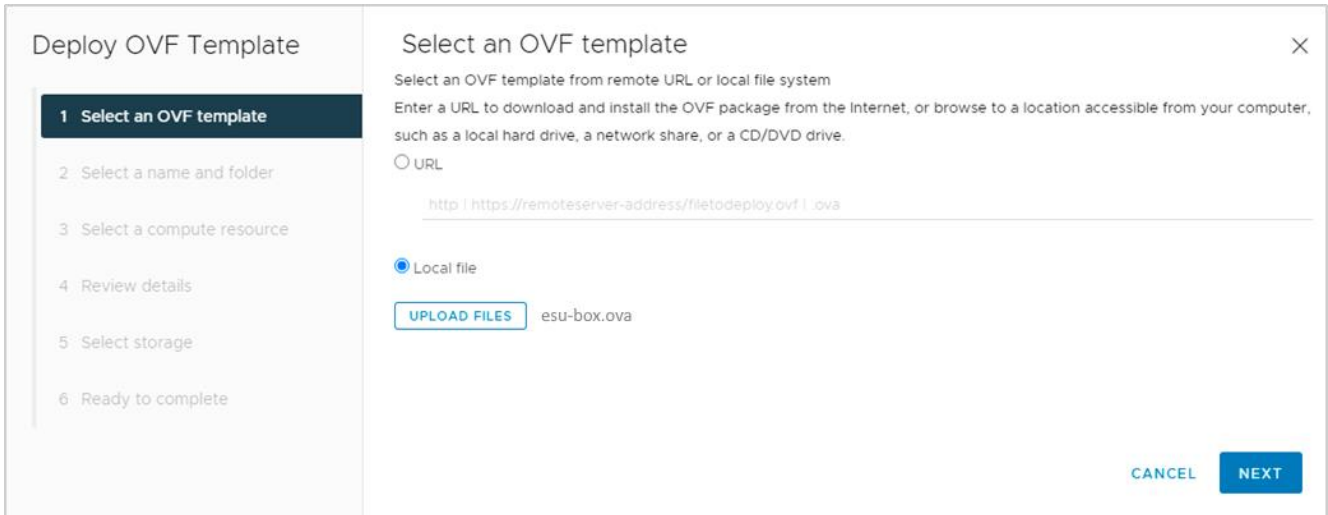 Deploy OVF Template
1 Select an OVF template
2 Select a name and folder
3 Select a compute resource
4 Review details
5 Select storage
6 Ready to complete
Select an OVF template
Select an OVF template from remote URL or local file system
Enter a URL to download and install the OVF package from the Internet, or browse to a location accessible from your computer,
such as a local hard drive, a network share, or a CD/DVD drive.
URL
http | https://remoteserver-address/filetodeploy.ovf | .ova
Local file
UPLOAD FILES esu-box.ova
CANCEL NEXT